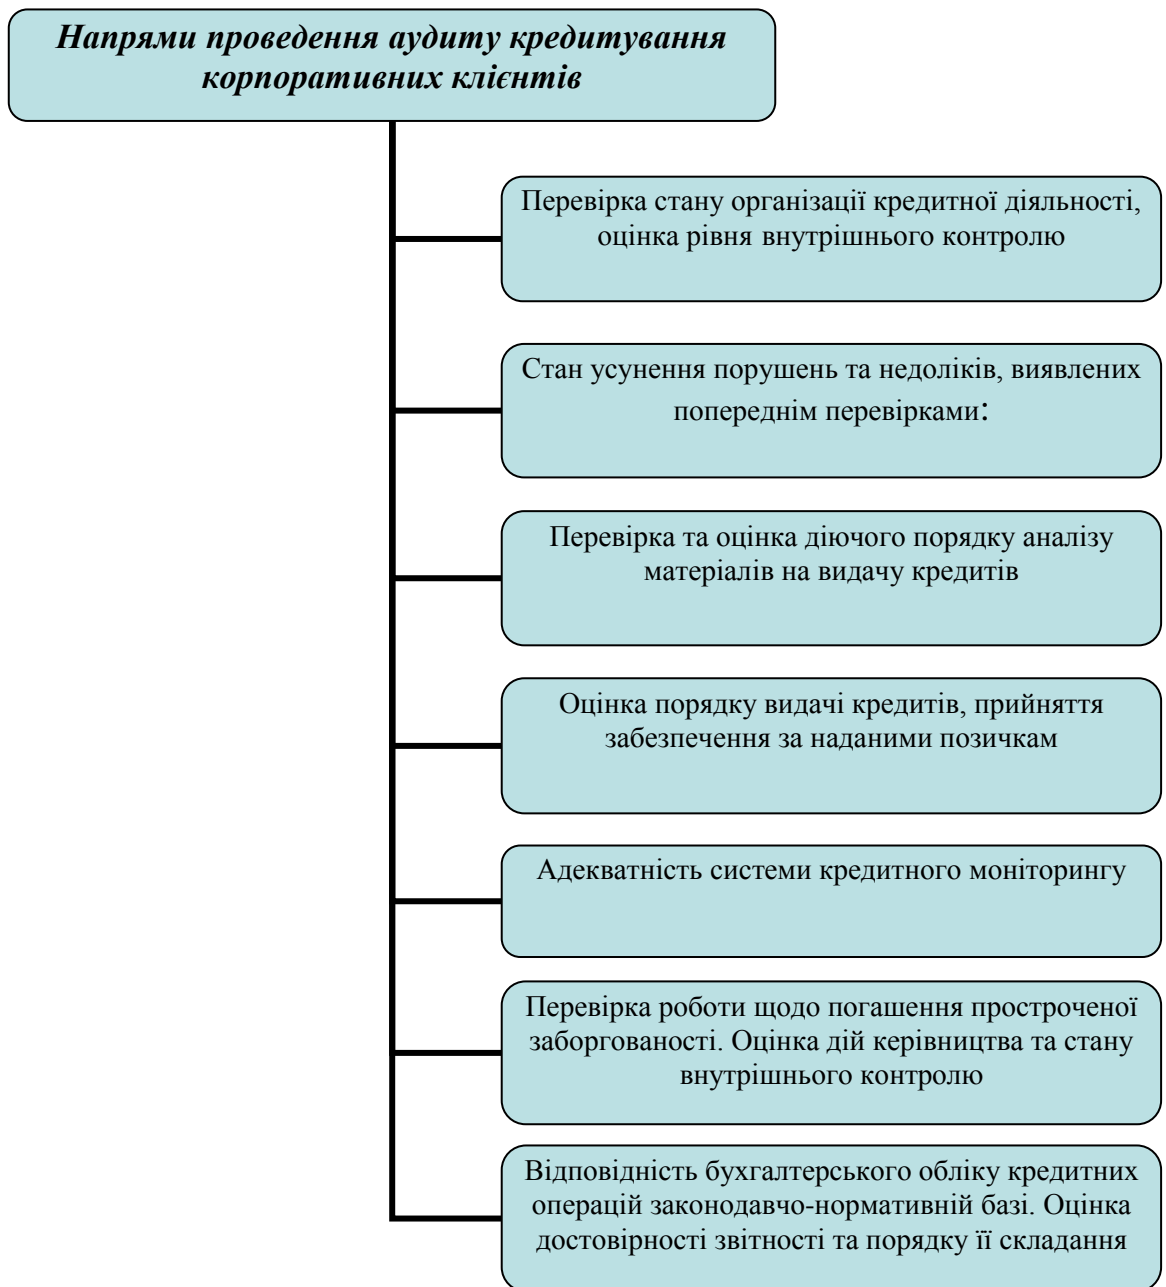 Напрями проведення аудиту кредитування
корпоративних клієнтів
Перевірка стану організації кредитної діяльності,
оцінка рівня внутрішнього контролю
Стан усунення порушень та недоліків, виявлених
попереднім перевірками:
Перевірка та оцінка діючого порядку аналізу
матеріалів на видачу кредитів
Оцінка порядку видачі кредитів, прийняття
забезпечення за наданими позичкам
Адекватність системи кредитного моніторингу
Перевірка роботи щодо погашення простроченої
заборгованості. Оцінка дій керівництва та стану
внутрішнього контролю
Відповідність бухгалтерського обліку кредитних
операцій законодавчо-нормативній базі. Оцінка
достовірності звітності та порядку її складання